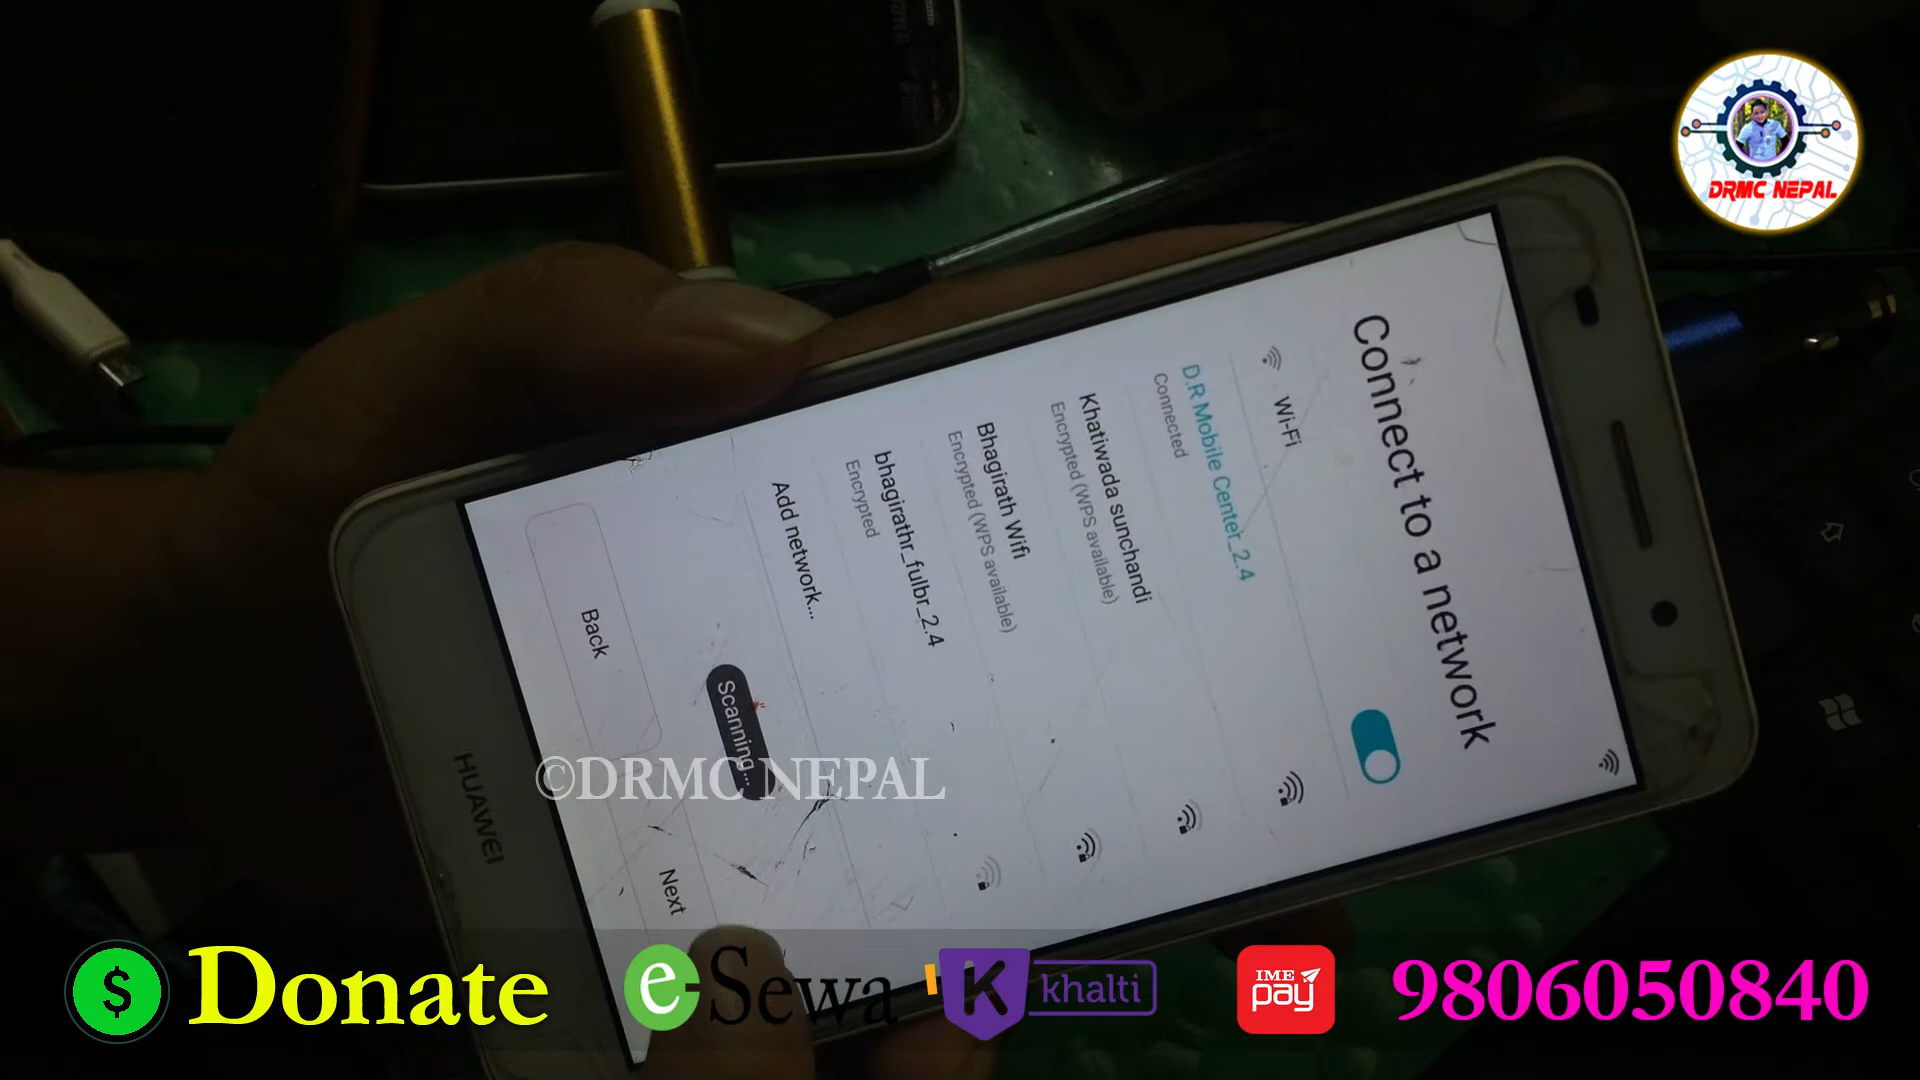 DRMC NEPAL
Connect to a network
Wi-Fi
D.R Mobile Center_2.4
Connected
Khatiwada sunchandi
Encrypted (WPS available)
Bhagirath Wifi
Encrypted (WPS available)
bhagirathr_fulbr_2.4
Encrypted
Add network...
Scanning...
Back
Next
HUAWEI
©DRMC NEPAL
$ Donate
e-Sewa
K khalti
IME pay
9806050840